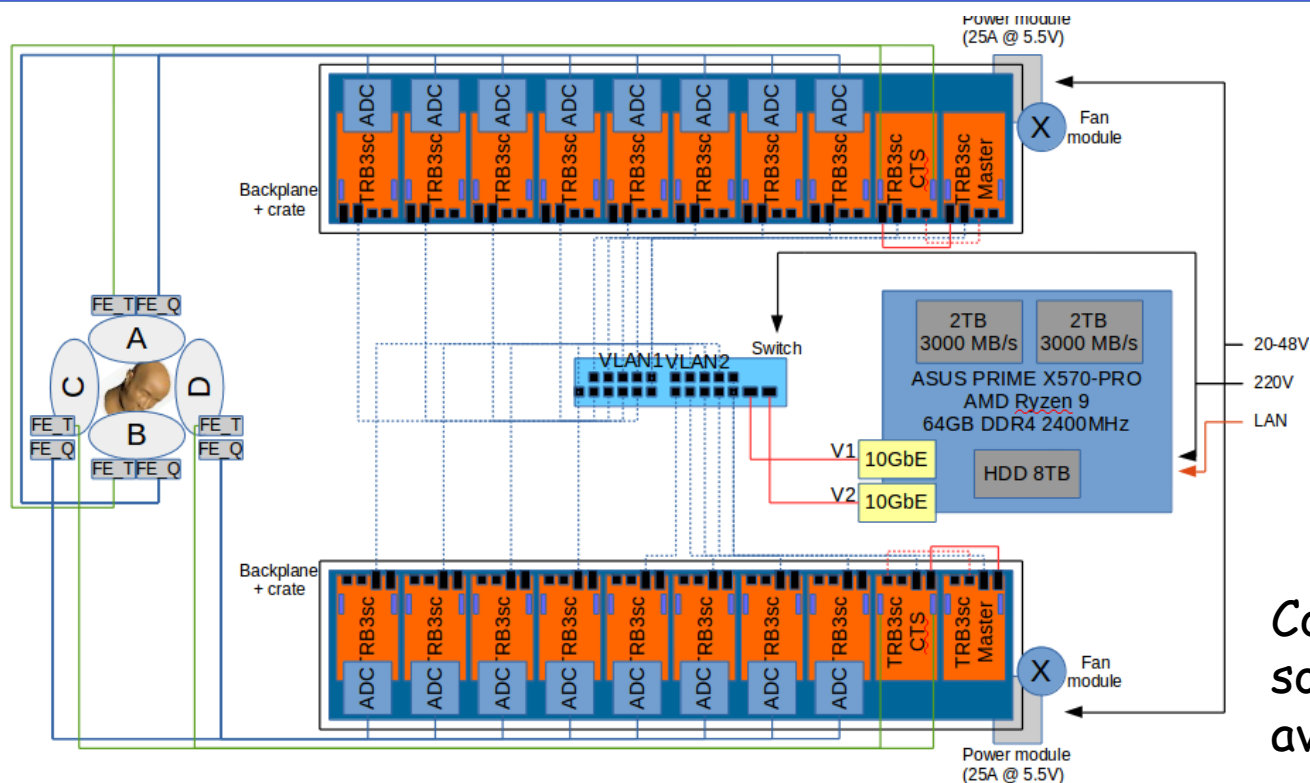 Power module
(25A @ 5.5V)
ADC
ADC
ADC
ADC
ADC
ADC
ADC
ADC
X
Fan
module
TRB3sc
TRB3sc
TRB3sc
TRB3sc
TRB3sc
TRB3sc
TRB3sc
TRB3sc
TRB3sc
CTS
TRB3sc
Master
Backplane
+ crate
FE_T
FE_Q
A
C
D
B
FE_T
FE_Q
FE_T
FE_Q
FE_T
FE_Q
Switch
VLAN1
VLAN2
2TB
3000 MB/s
2TB
3000 MB/s
ASUS PRIME X570-PRO
AMD Ryzen 9
64GB DDR4 2400MHz
HDD 8TB
V1
10GbE
V2
10GbE
20-48V
220V
LAN
Backplane
+ crate
TRB3sc
TRB3sc
TRB3sc
TRB3sc
TRB3sc
TRB3sc
TRB3sc
TRB3sc
TRB3sc
CTS
TRB3sc
Master
ADC
ADC
ADC
ADC
ADC
ADC
ADC
ADC
X
Fan
module
Power module
(25A @ 5.5V)